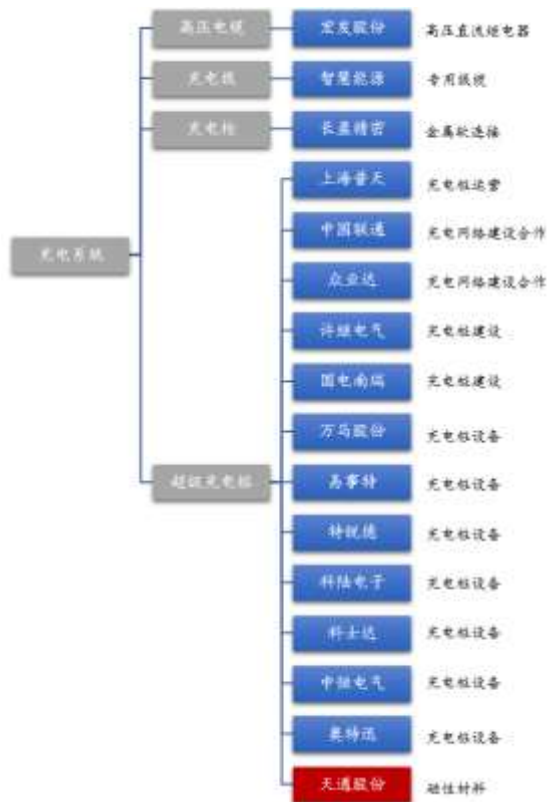 高压电缆 宏发股份 高压直流继电器
充电线 智慧能源 专用线缆
充电枪 长盈精密 金属软连接
上海普天 充电桩运营
中国联通 充电网络建设合作
充电系统
众业达 充电网络建设合作
许继电气 充电桩建设
国电南瑞 充电桩建设
万马股份 充电桩设备
超级充电桩 易事特 充电桩设备
特锐德 充电桩设备
科陆电子 充电桩设备
科士达 充电桩设备
中恒电气 充电桩设备
奥特迅 充电桩设备
天通股份 磁性材料